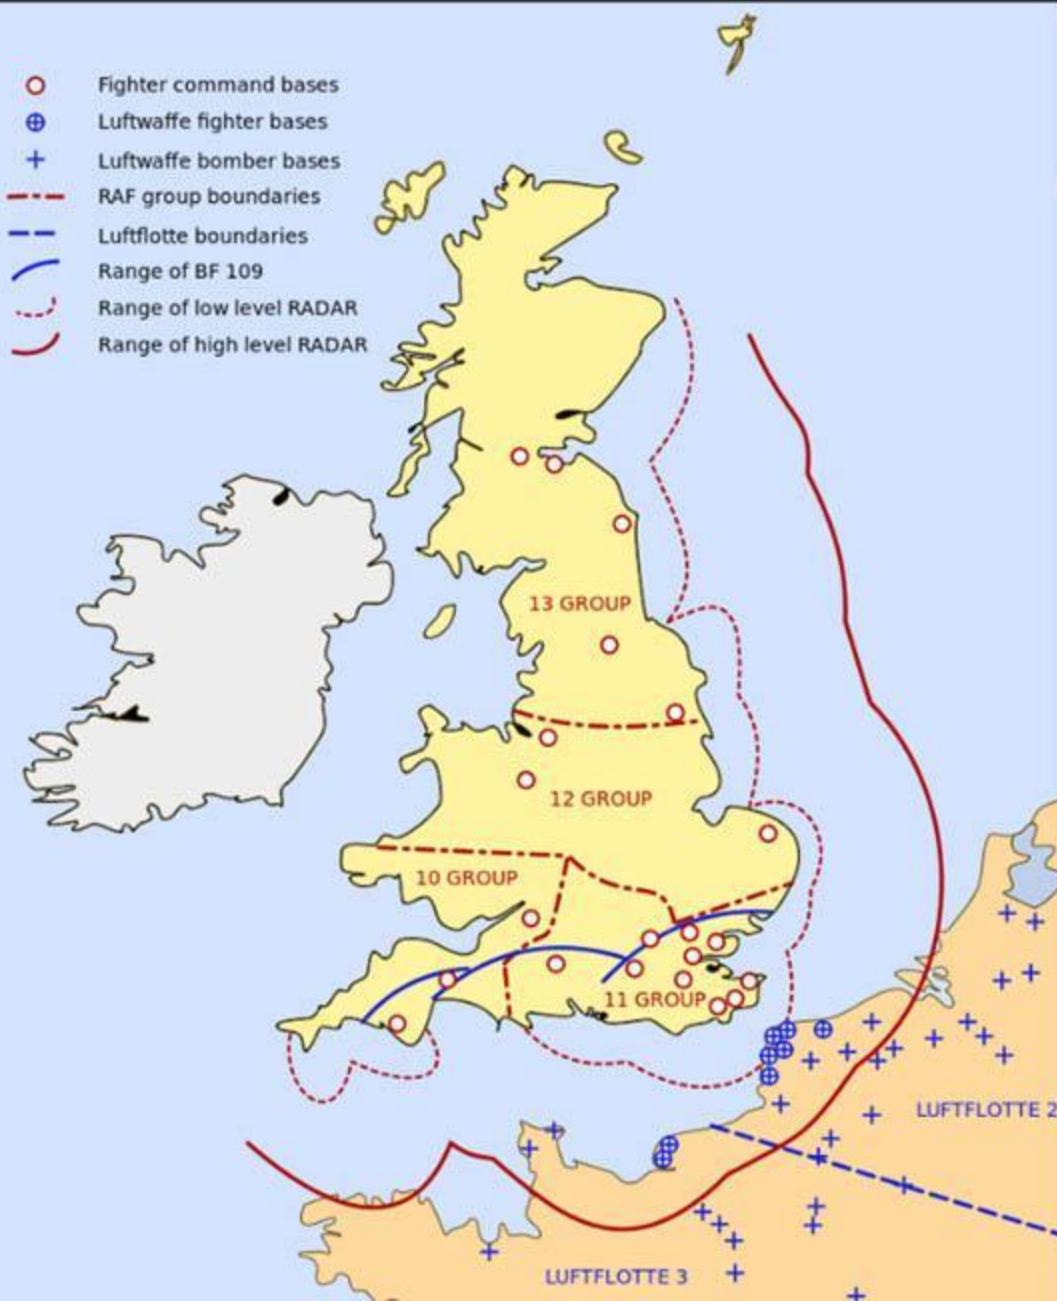 Fighter command bases
Luftwaffe fighter bases
Luftwaffe bomber bases
RAF group boundaries
Luftflotte boundaries
Range of BF 109
Range of low level RADAR
Range of high level RADAR
13 GROUP
12 GROUP
10 GROUP
11 GROUP
LUFTFLOTTE 2
LUFTFLOTTE 3